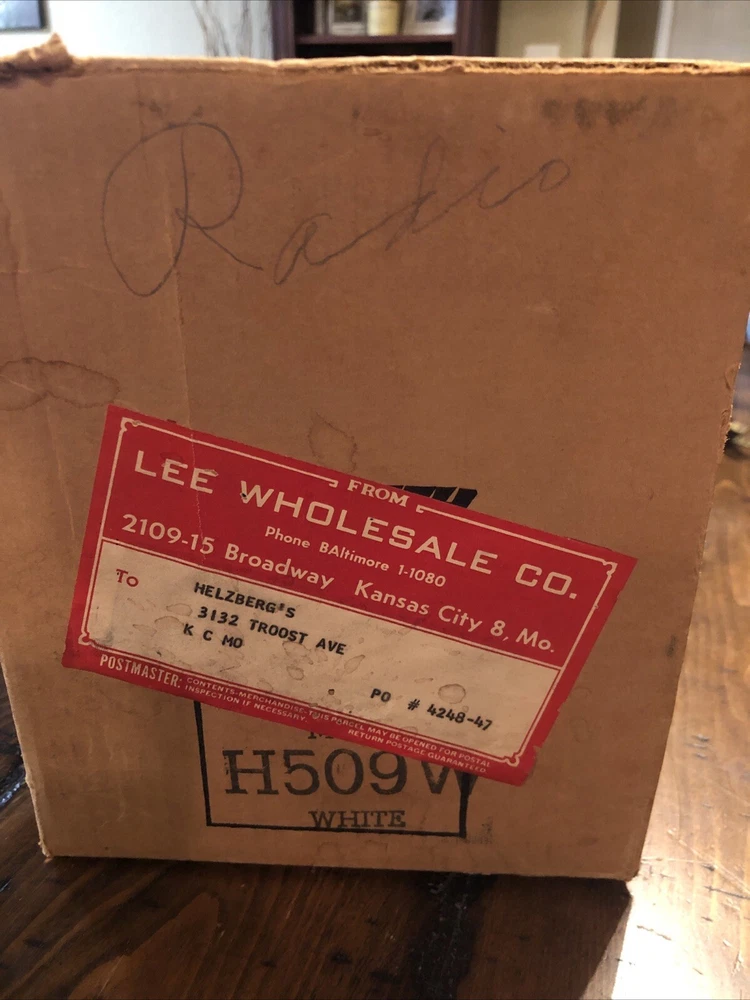 Radio
FROM
LEE WHOLESALE CO.
Phone BAltimore 1-1080
2109-15 Broadway Kansas City 8, Mo.
To
HELZBERG'S
3132 TROOST AVE
K C MO
PO # 4248-47
POSTMASTER: CONTENTS-MERCHANDISE-THIS PARCEL MAY BE OPENED FOR POSTAL
INSPECTION IF NECESSARY. RETURN POSTAGE GUARANTEED
H509W
WHITE